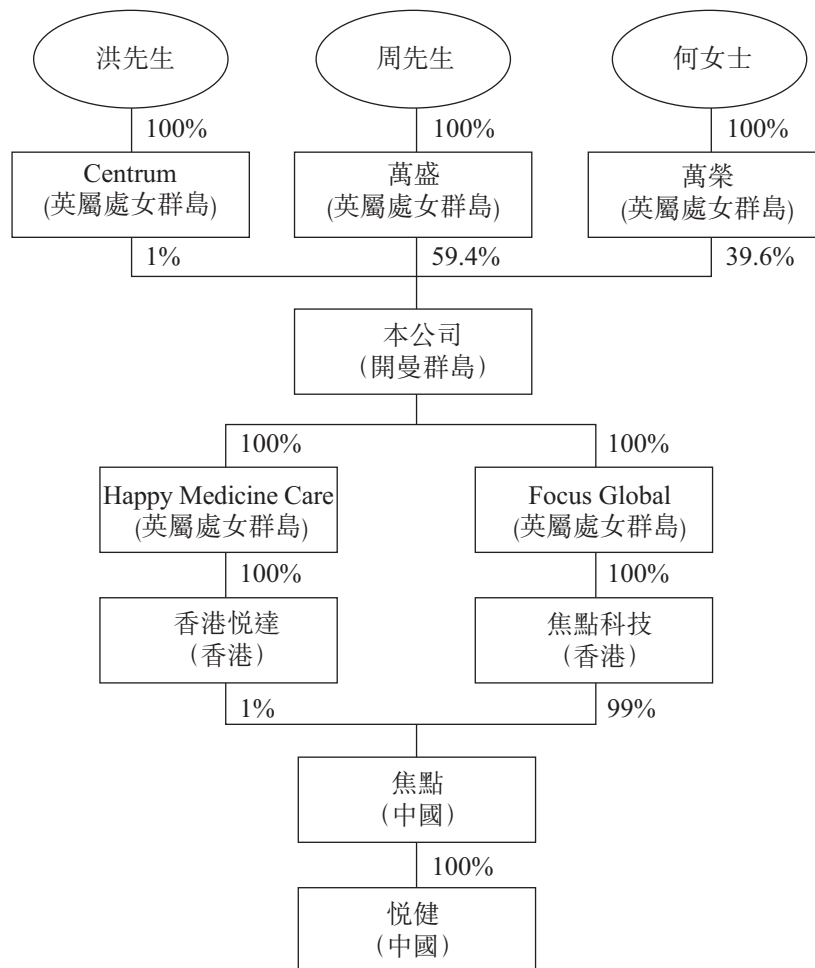 洪先生
周先生
何女士
100%
100%
100%
Centrum
(英屬處女群島)
萬盛
(英屬處女群島)
萬榮
(英屬處女群島)
1%
59.4%
39.6%
本公司
（開曼群島）
100%
100%
Happy Medicine Care
(英屬處女群島)
Focus Global
(英屬處女群島)
100%
100%
香港悦達
（香港）
焦點科技
（香港）
1%
99%
焦點
（中國）
100%
悦健
（中國）